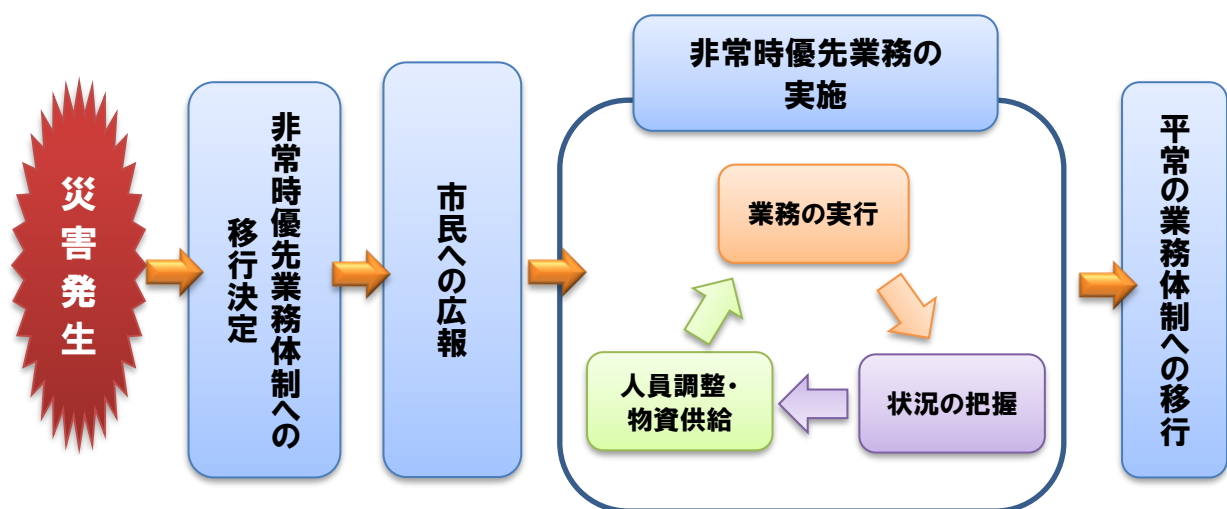 災害発生
非常時優先業務体制への
移行決定
市民への広報
非常時優先業務の
実施
業務の実行
状況の把握
人員調整・
物資供給
平常の業務体制への移行